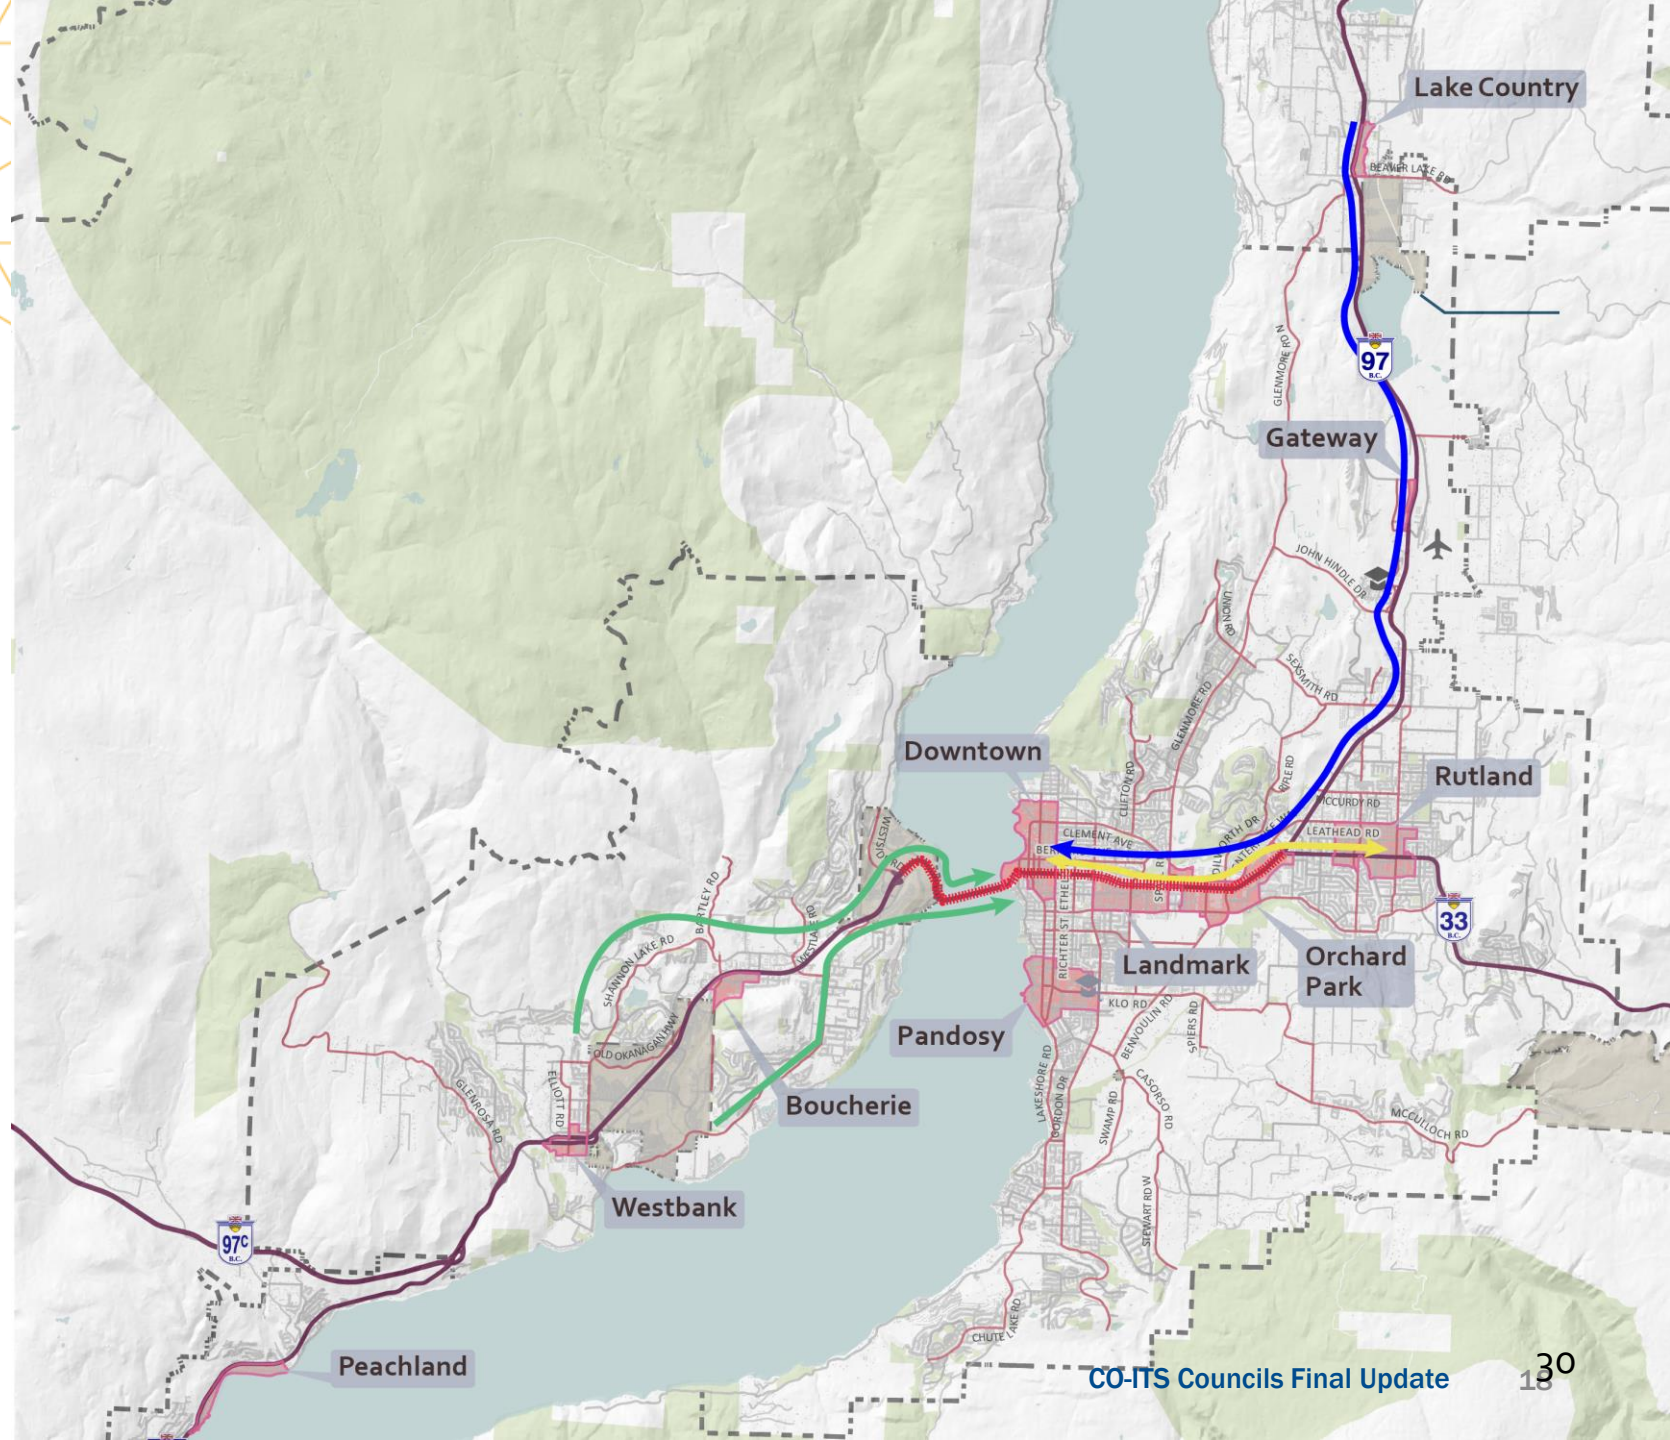 Lake Country
BEAVER LAKE RD
GLENMORE RD N
97
B.C.
Gateway
JOHN HINDLE DR
UNION RD
SEXSMITH RD
GLENMORE RD
Downtown
CLIFTON RD
Rutland
MCCURDY RD
CLEMENT AVE
LEATHEAD RD
RICHTER ST
33
B.C.
Landmark
Orchard
Park
BARTLEY RD
SHANNON LAKE RD
KLO RD
BENVOULIN RD
SPIERS RD
Pandosy
OLD OKANAGAN HWY
ELLIOTT RD
GLENROSA RD
Boucherie
LAKESHORE RD
GORDON DR
SWAMP RD
CASORSO RD
MCCULLOCH RD
STEWART RD W
Westbank
97C
B.C.
CHUTE LAKE RD
Peachland
CO-ITS Councils Final Update
18
30